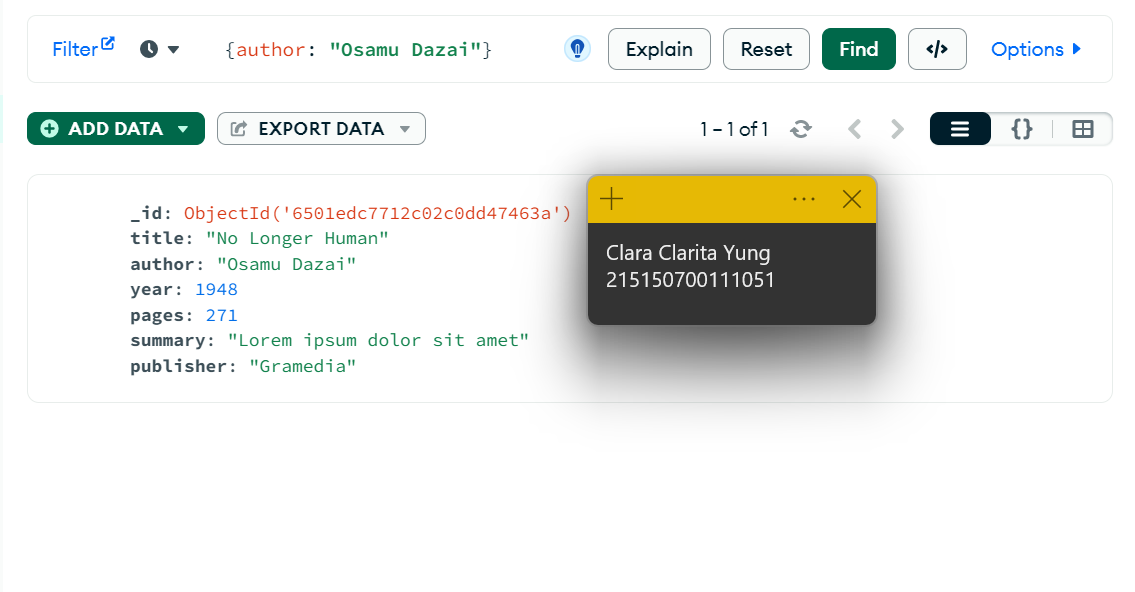 Filter {author: "Osamu Dazai"} Explain Reset Find </> Options
ADD DATA EXPORT DATA 1 – 1 of 1 {}
_id: ObjectId('6501edc7712c02c0dd47463a')
title: "No Longer Human"
author: "Osamu Dazai"
year: 1948
pages: 271
summary: "Lorem ipsum dolor sit amet"
publisher: "Gramedia"
Clara Clarita Yung
215150700111051